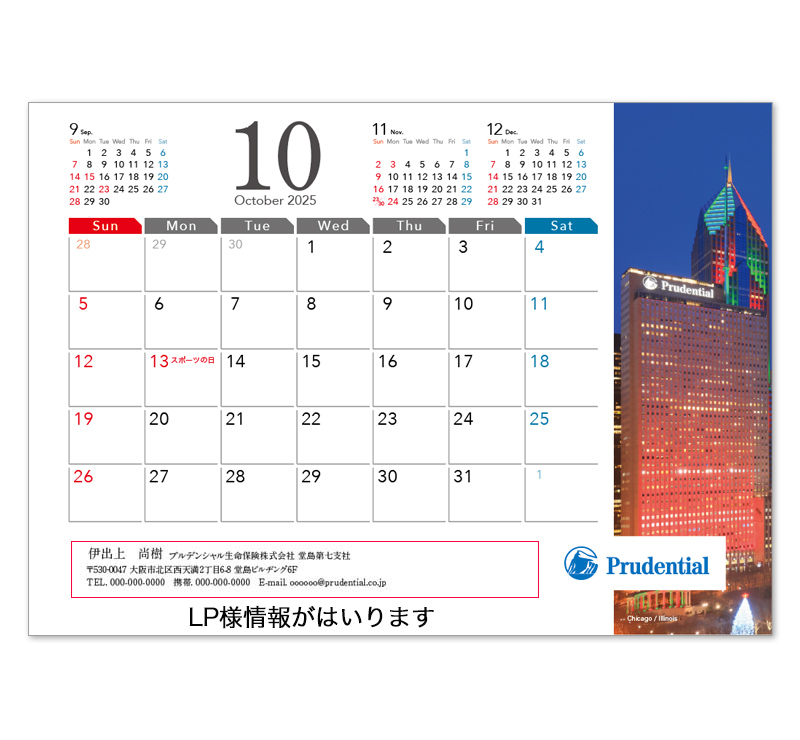 9 Sep.
Sun Mon Tue Wed Thu Fri Sat
1 2 3 4 5 6
7 8 9 10 11 12 13
14 15 16 17 18 19 20
21 22 23 24 25 26 27
28 29 30
10
October 2025
11 Nov.
Sun Mon Tue Wed Thu Fri Sat
1
2 3 4 5 6 7 8
9 10 11 12 13 14 15
16 17 18 19 20 21 22
23/30 24 25 26 27 28 29
12 Dec.
Sun Mon Tue Wed Thu Fri Sat
1 2 3 4 5 6
7 8 9 10 11 12 13
14 15 16 17 18 19 20
21 22 23 24 25 26 27
28 29 30 31
Sun Mon Tue Wed Thu Fri Sat
28 29 30 1 2 3 4
5 6 7 8 9 10 11
12 13 スポーツの日 14 15 16 17 18
19 20 21 22 23 24 25
26 27 28 29 30 31 1
Prudential
伊出上 尚樹 プルデンシャル生命保険株式会社 堂島第七支社
〒530-0047 大阪市北区西天満2丁目6-8 堂島ビルヂング6F
TEL. 000-000-0000 携帯. 000-000-0000 E-mail. oooooo@prudential.co.jp
Prudential
LP様情報がはいります
Chicago / Illinois